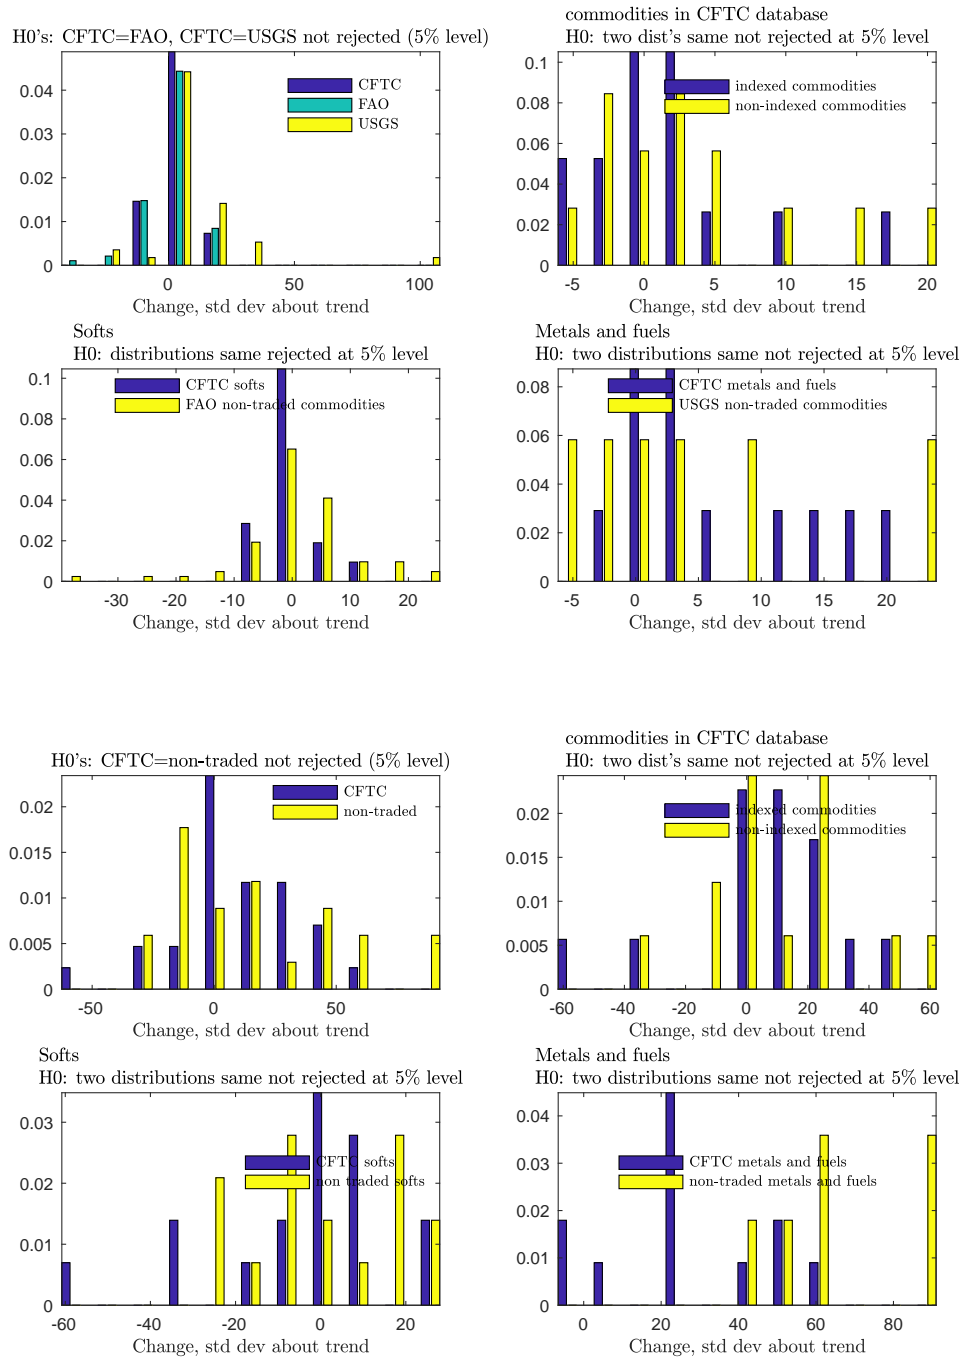 H0's: CFTC=FAO, CFTC=USGS not rejected (5% level)
0.04
0.03
0.02
0.01
0
CFTC
FAO
USGS
0 50 100
Change, std dev about trend
commodities in CFTC database
H0: two dist's same not rejected at 5% level
0.1
0.08
0.06
0.04
0.02
0
indexed commodities
non-indexed commodities
-5 0 5 10 15 20
Change, std dev about trend
Softs
H0: distributions same rejected at 5% level
0.1
0.08
0.06
0.04
0.02
0
CFTC softs
FAO non-traded commodities
-30 -20 -10 0 10 20
Change, std dev about trend
Metals and fuels
H0: two distributions same not rejected at 5% level
0.08
0.06
0.04
0.02
0
CFTC metals and fuels
USGS non-traded commodities
-5 0 5 10 15 20
Change, std dev about trend
H0's: CFTC=non-traded not rejected (5% level)
0.02
0.015
0.01
0.005
0
CFTC
non-traded
-50 0 50
Change, std dev about trend
commodities in CFTC database
H0: two dist's same not rejected at 5% level
0.02
0.015
0.01
0.005
0
indexed commodities
non-indexed commodities
-60 -40 -20 0 20 40 60
Change, std dev about trend
Softs
H0: two distributions same not rejected at 5% level
0.03
0.02
0.01
0
CFTC softs
non traded softs
-60 -40 -20 0 20
Change, std dev about trend
Metals and fuels
H0: two distributions same not rejected at 5% level
0.04
0.03
0.02
0.01
0
CFTC metals and fuels
non-traded metals and fuels
0 20 40 60 80
Change, std dev about trend